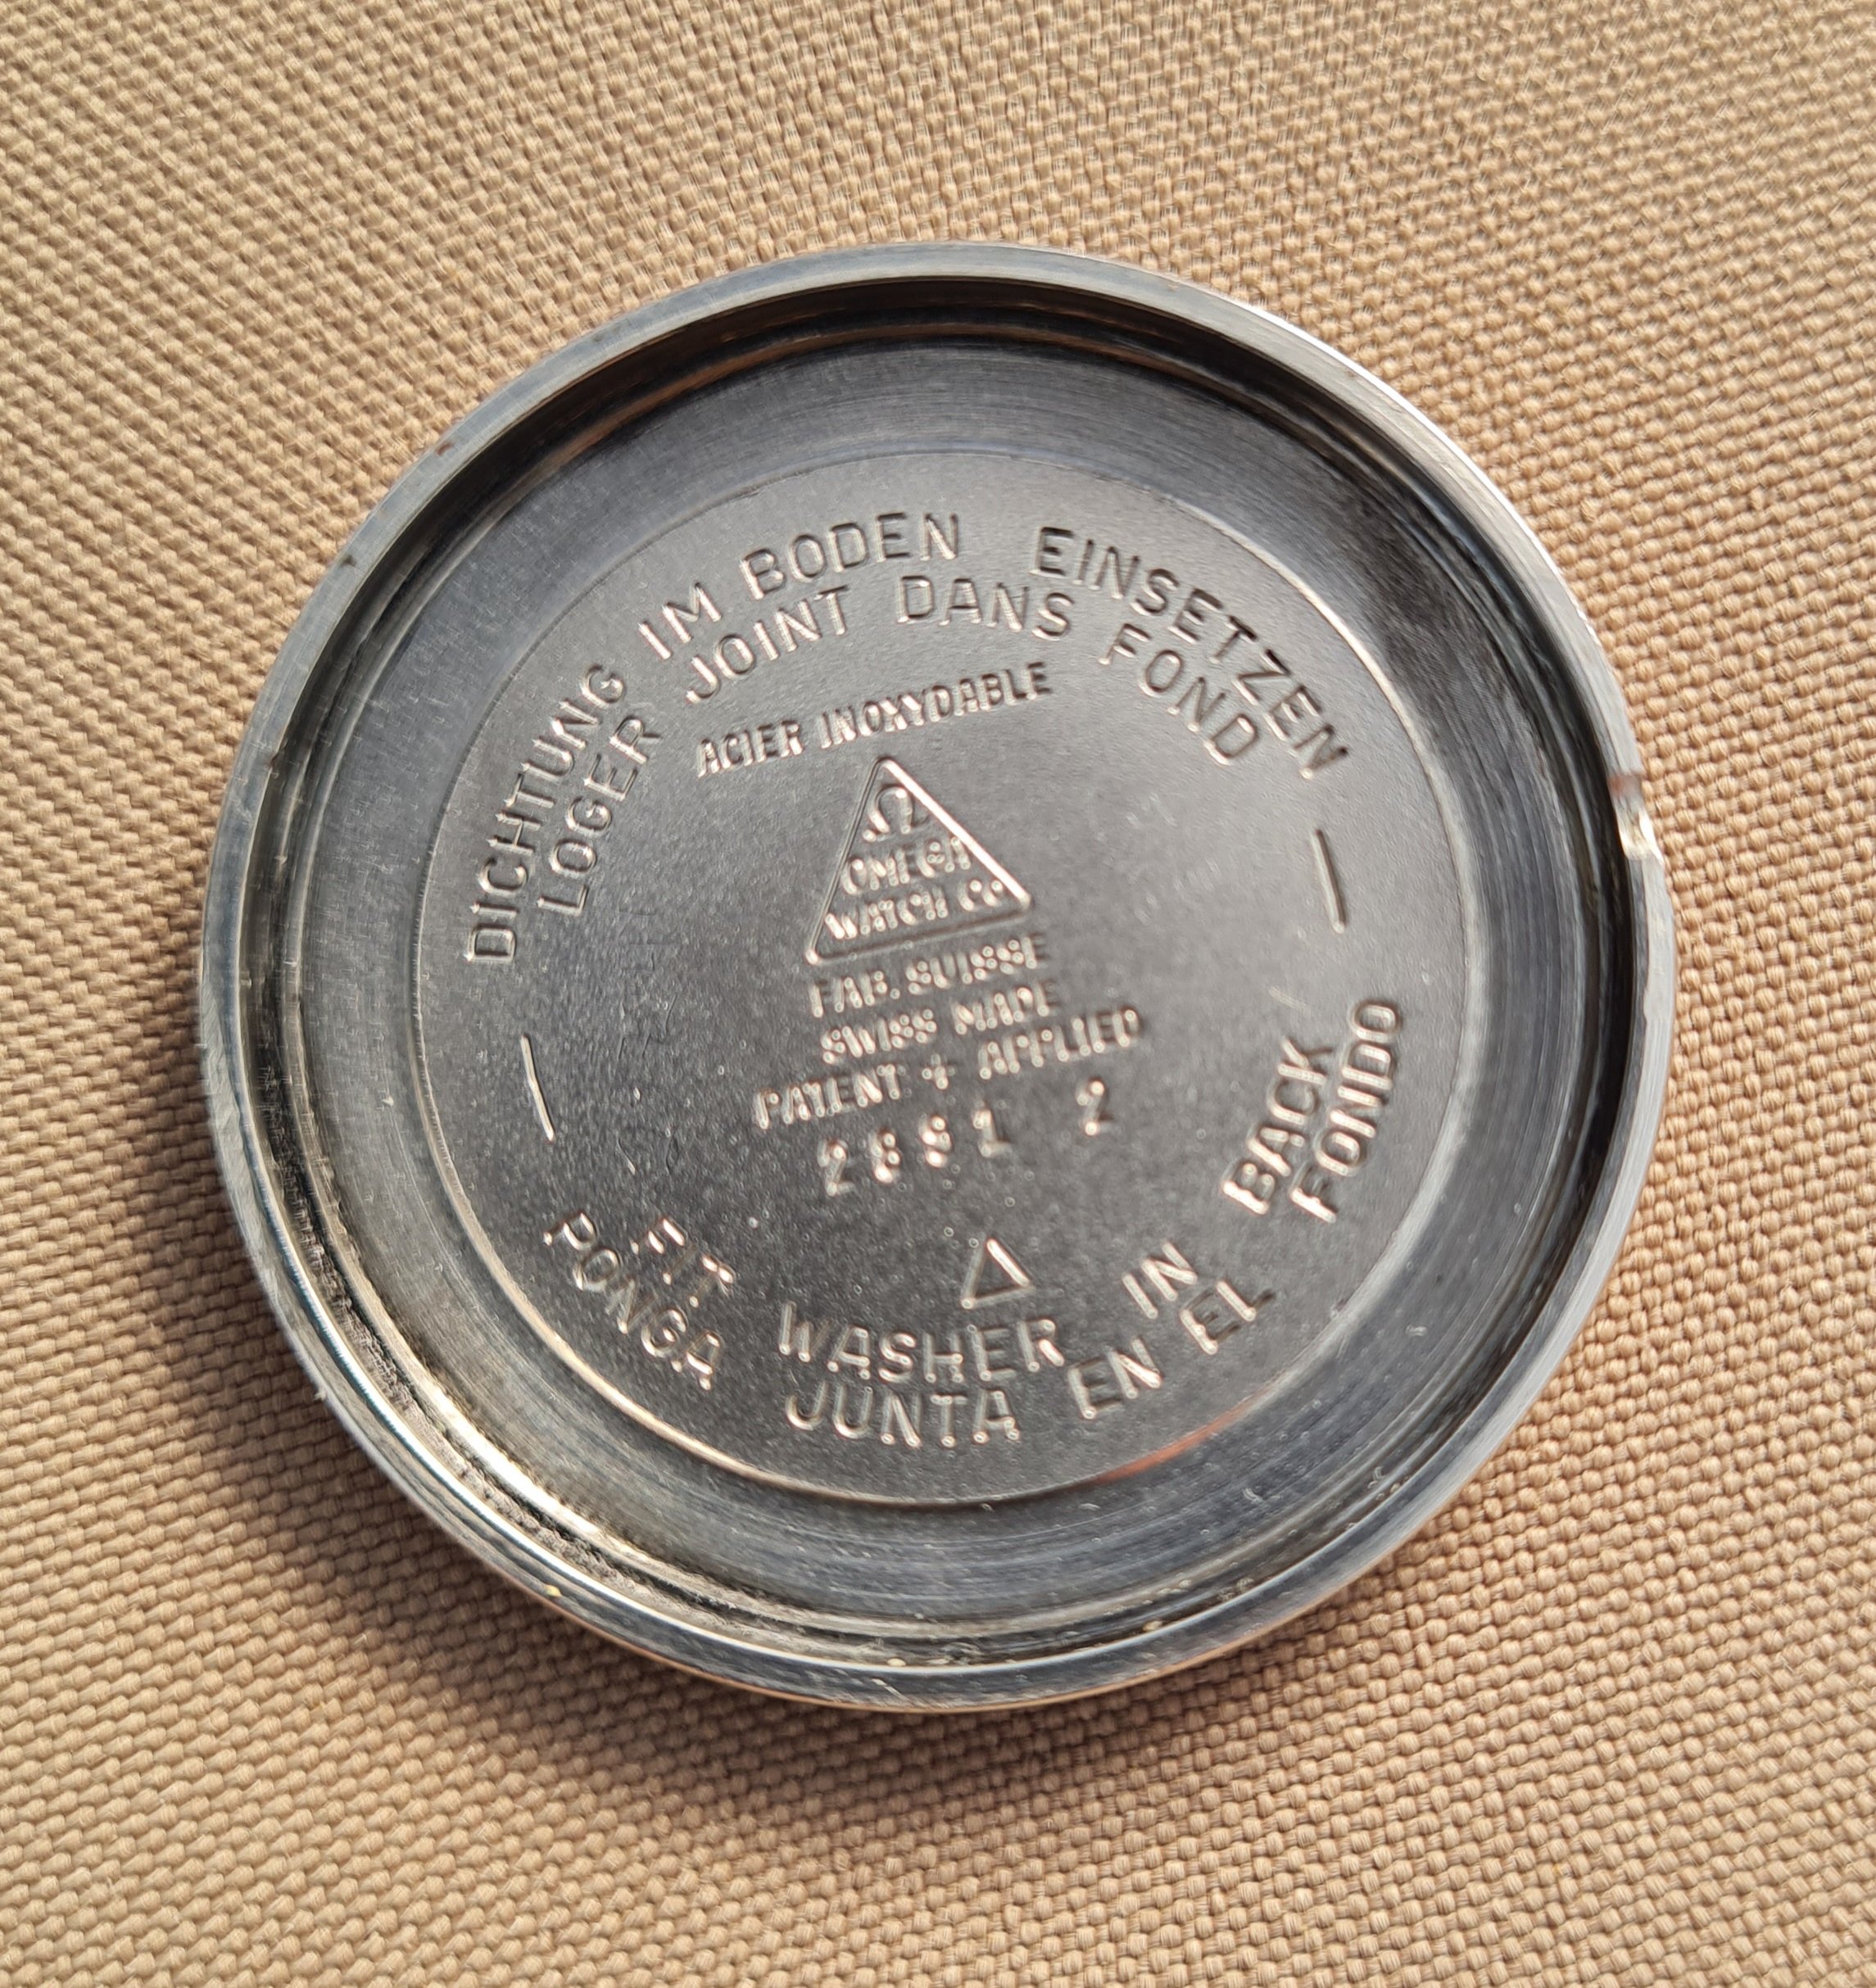 DICHTUNG IM BODEN EINSETZEN
LOGER JOINT DANS FOND
ACIER INOXYDABLE
Ω
OMEGA
WATCH Co
FAB. SUISSE
SWISS MADE
PATENT + APPLIED
2
FIT WASHER IN BACK
PONGA JUNTA EN EL FONDO